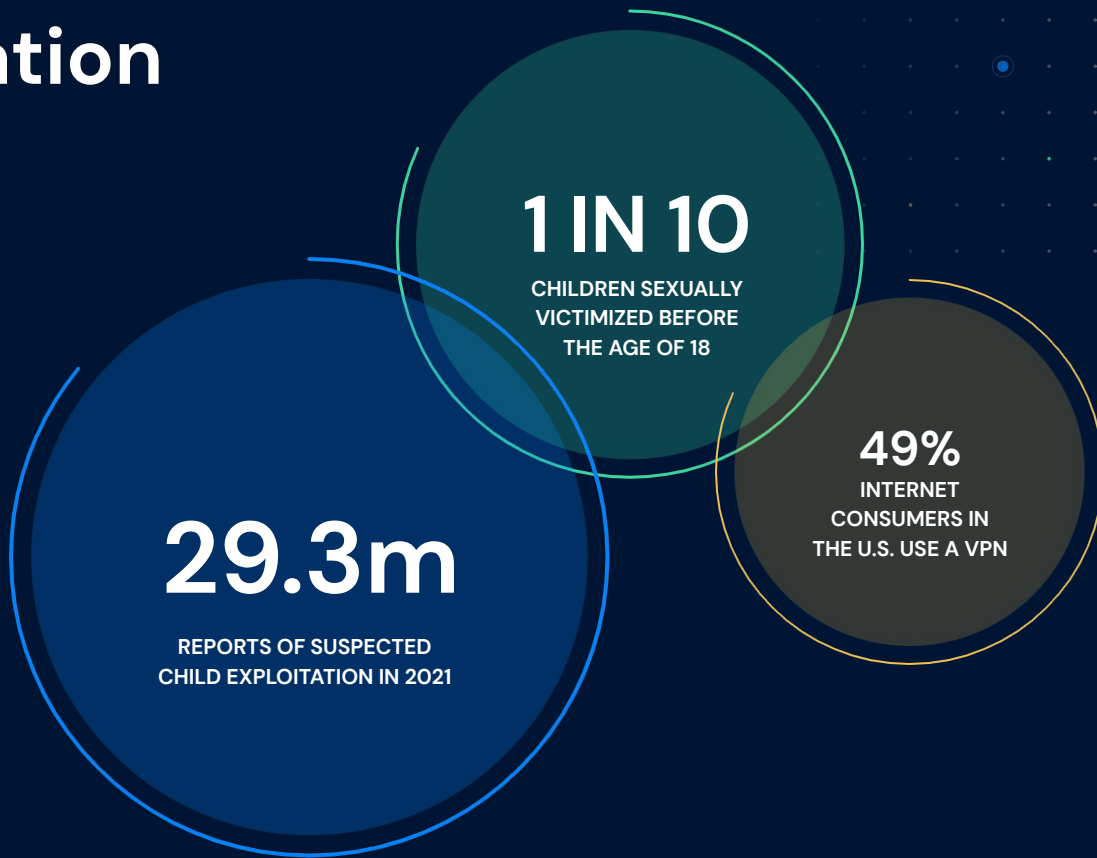 ation
1 IN 10
CHILDREN SEXUALLY
VICTIMIZED BEFORE
THE AGE OF 18
49%
INTERNET
CONSUMERS IN
THE U.S. USE A VPN
29.3m
REPORTS OF SUSPECTED
CHILD EXPLOITATION IN 2021